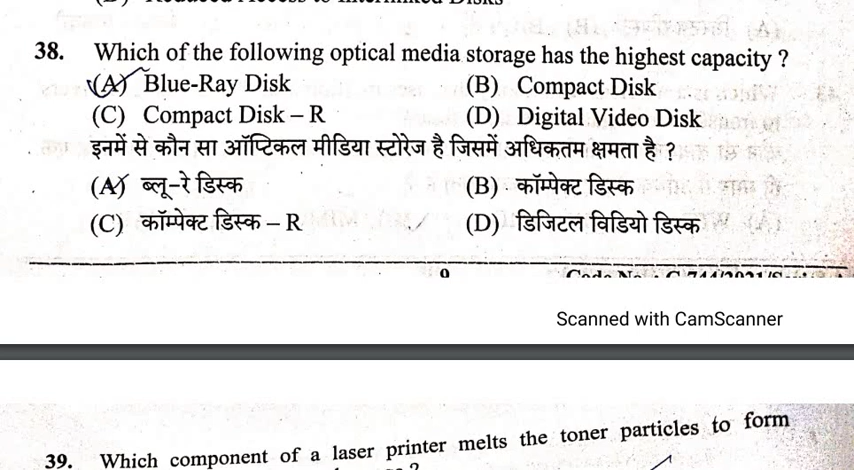 38. Which of the following optical media storage has the highest capacity ?
(A) Blue-Ray Disk (B) Compact Disk
(C) Compact Disk – R (D) Digital Video Disk
इनमें से कौन सा ऑप्टिकल मीडिया स्टोरेज है जिसमें अधिकतम क्षमता है ?
(A) ब्लू-रे डिस्क (B) कॉम्पेक्ट डिस्क
(C) कॉम्पेक्ट डिस्क – R (D) डिजिटल विडियो डिस्क
9
Scanned with CamScanner
39. Which component of a laser printer melts the toner particles to form